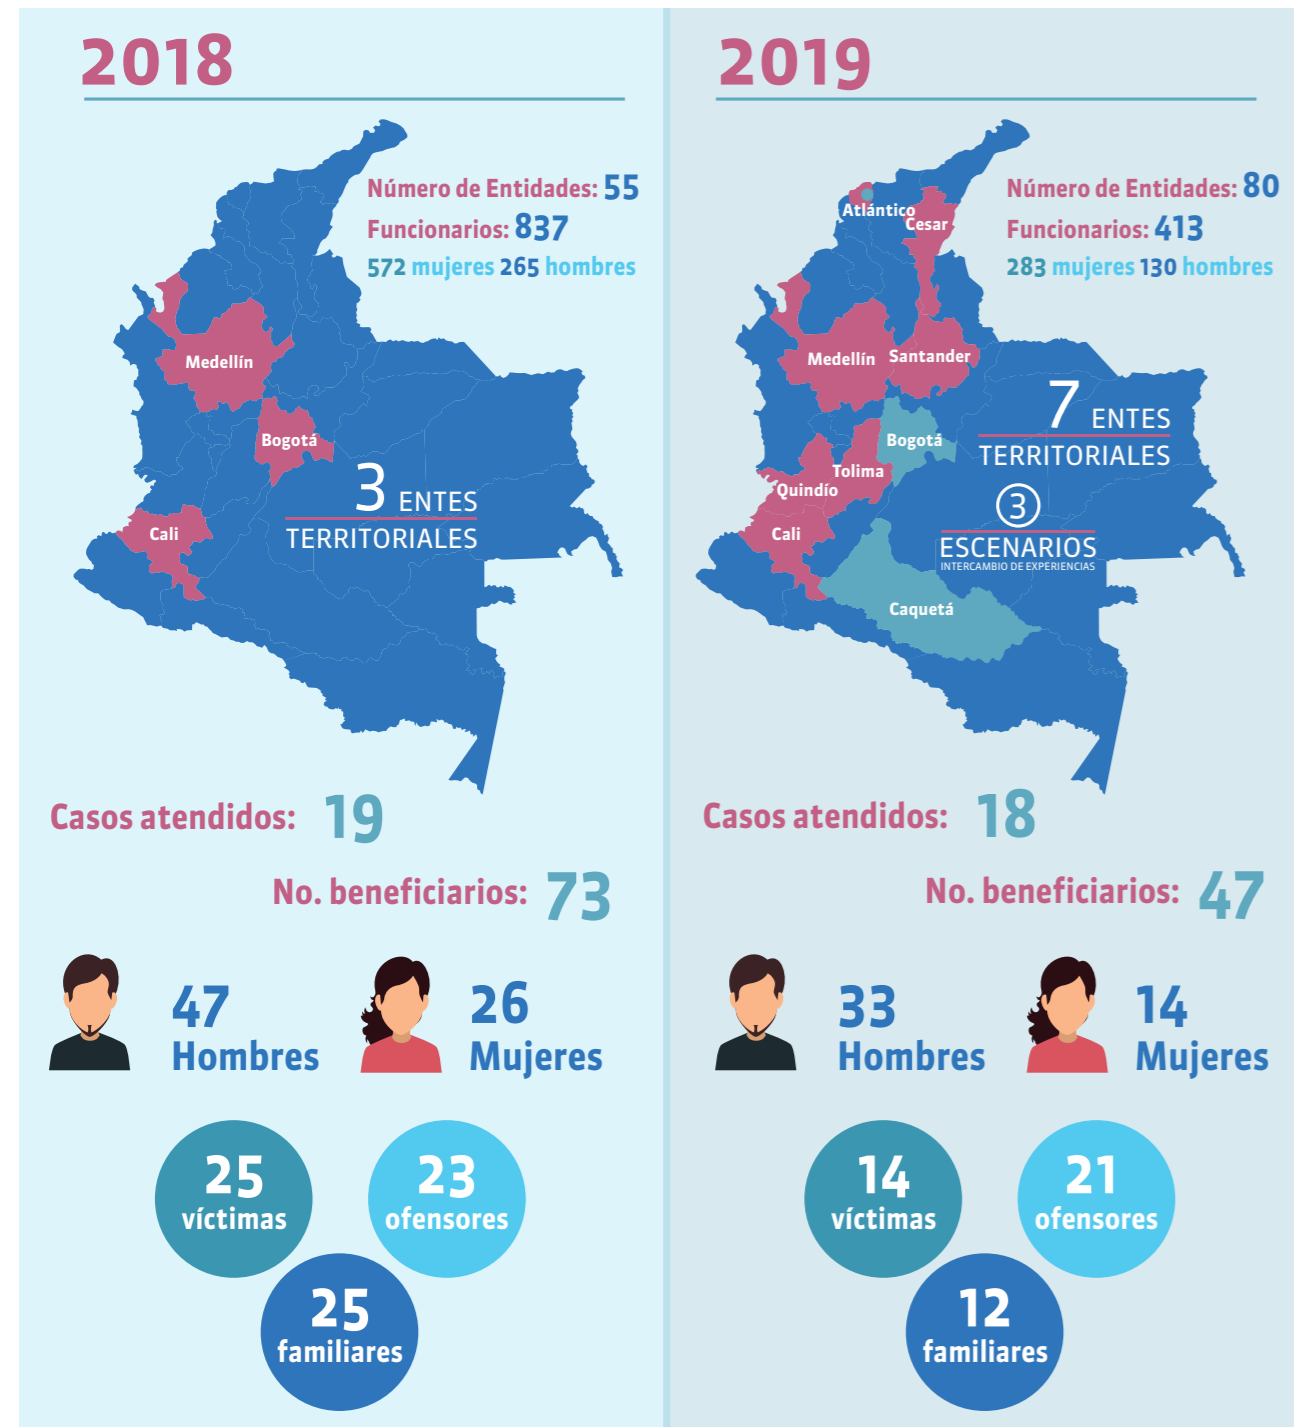 2018
Número de Entidades: 55
Funcionarios: 837
572 mujeres 265 hombres
Medellín
Bogotá
Cali
3 ENTES
TERRITORIALES
Casos atendidos: 19
No. beneficiarios: 73
47
Hombres
26
Mujeres
25
víctimas
23
ofensores
25
familiares
2019
Número de Entidades: 80
Funcionarios: 413
283 mujeres 130 hombres
Atlántico
Cesar
Medellín
Santander
Bogotá
Tolima
Quindío
Cali
Caquetá
7 ENTES
TERRITORIALES
3
ESCENARIOS
INTERCAMBIO DE EXPERIENCIAS
Casos atendidos: 18
No. beneficiarios: 47
33
Hombres
14
Mujeres
14
víctimas
21
ofensores
12
familiares